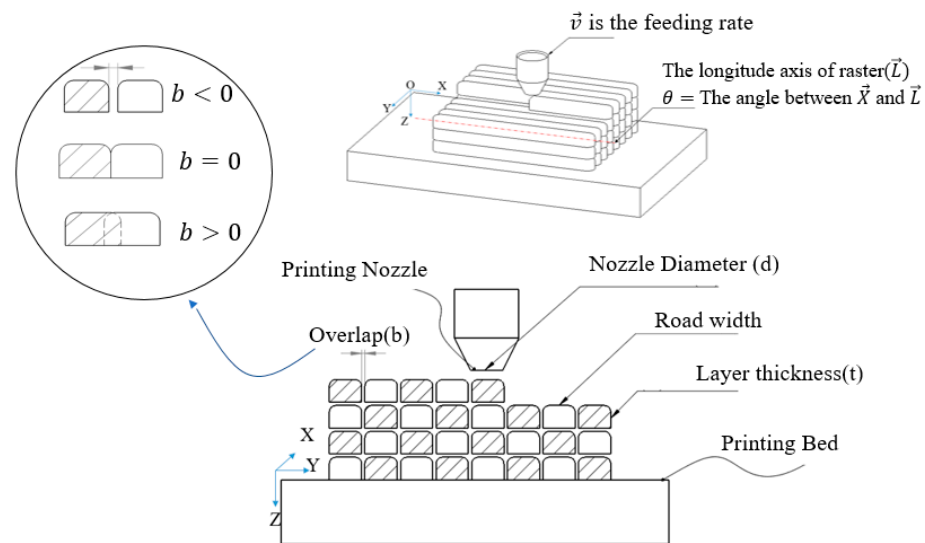 v⃗ is the feeding rate
The longitude axis of raster(L⃗)
θ = The angle between X⃗ and L⃗
O
X
Y
Z
b < 0
b = 0
b > 0
Printing Nozzle
Nozzle Diameter (d)
Overlap(b)
Road width
Layer thickness(t)
Printing Bed
X
Y
Z